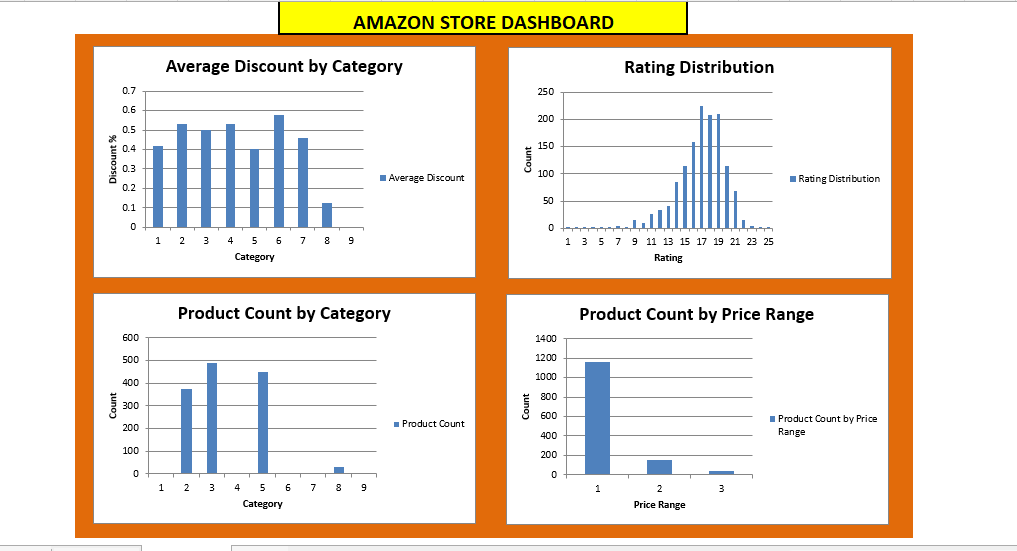 AMAZON STORE DASHBOARD
Average Discount by Category
0.7
0.6
0.5
0.4
0.3
0.2
0.1
0
Discount %
1 2 3 4 5 6 7 8 9
Category
Average Discount
Rating Distribution
250
200
150
100
50
0
Count
1 3 5 7 9 11 13 15 17 19 21 23 25
Rating
Rating Distribution
Product Count by Category
600
500
400
300
200
100
0
Count
1 2 3 4 5 6 7 8 9
Category
Product Count
Product Count by Price Range
1400
1200
1000
800
600
400
200
0
Count
1 2 3
Price Range
Product Count by Price
Range